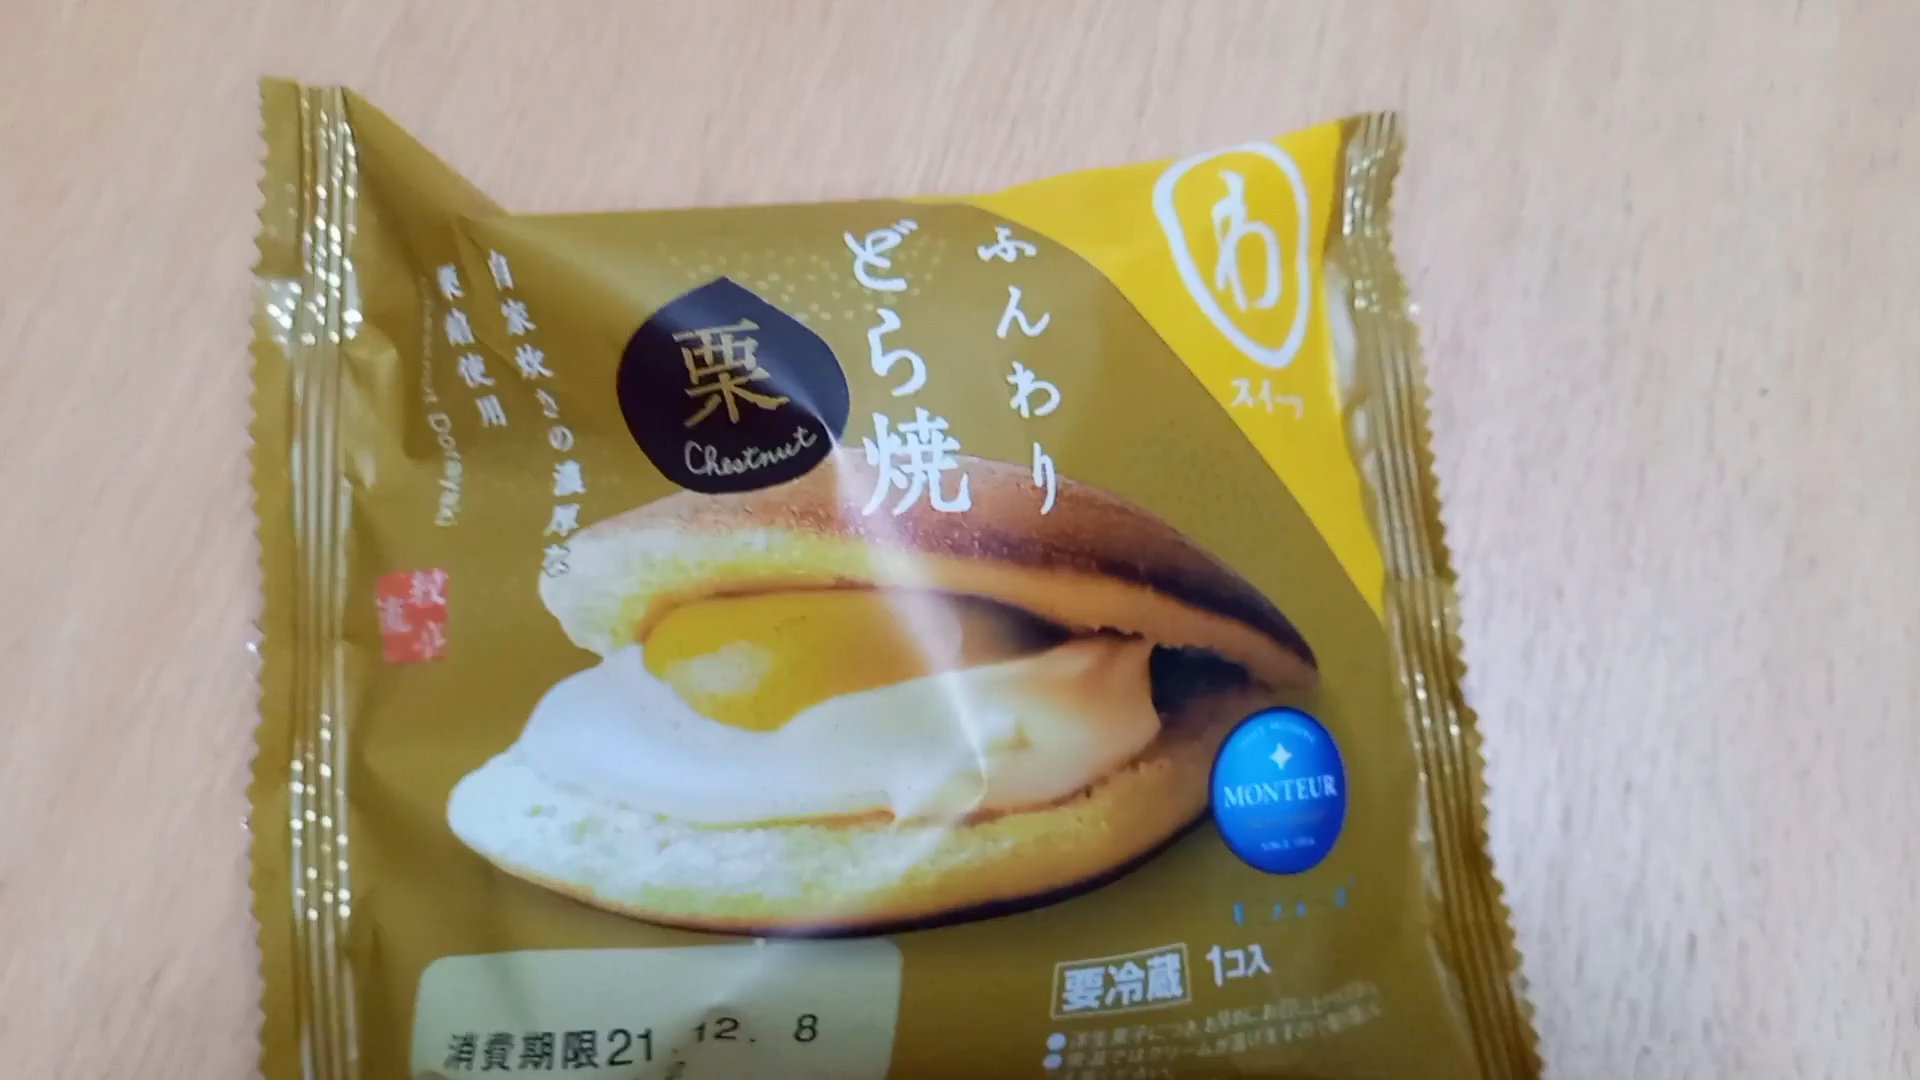 わ
スイーツ
ふんわり
どら焼
栗
Chestnut
自家炊きの濃厚な
栗餡使用
Dorayaki
MONTEUR
要冷蔵 1コ入
消費期限21.12.8